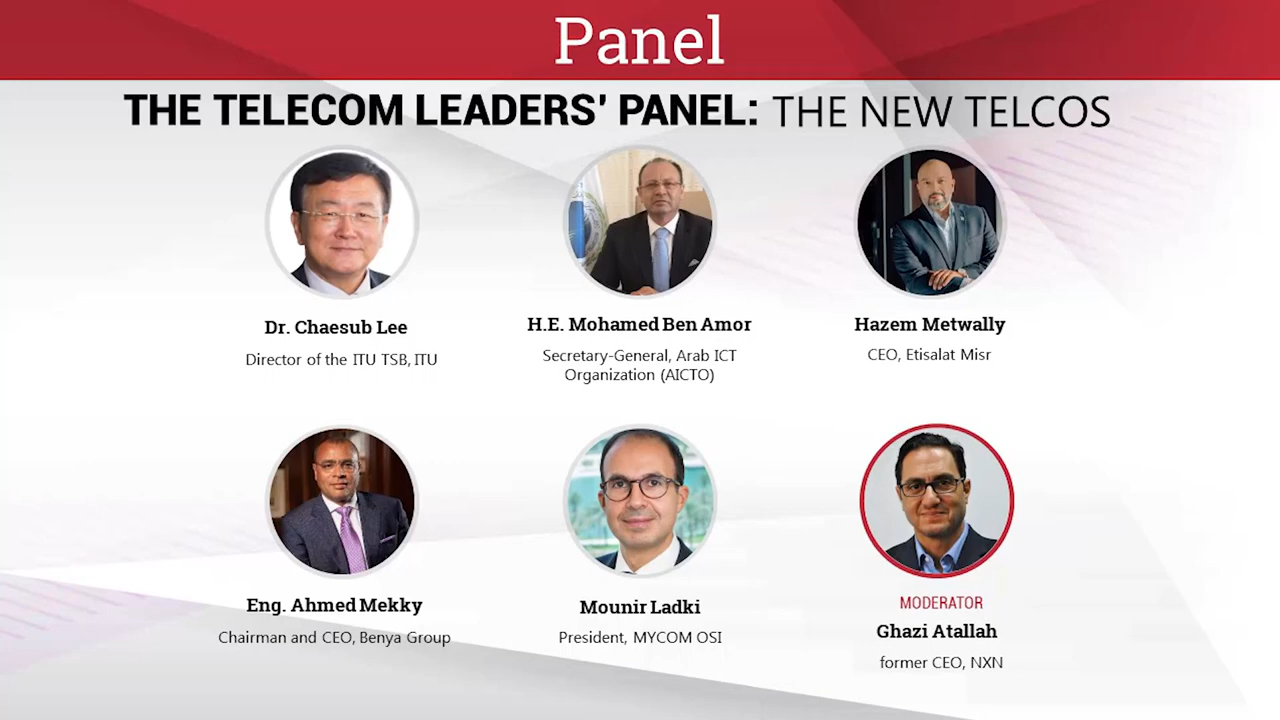 Panel
THE TELECOM LEADERS’ PANEL: THE NEW TELCOS
Dr. Chaesub Lee
Director of the ITU TSB, ITU
H.E. Mohamed Ben Amor
Secretary-General, Arab ICT
Organization (AICTO)
Hazem Metwally
CEO, Etisalat Misr
Eng. Ahmed Mekky
Chairman and CEO, Benya Group
Mounir Ladki
President, MYCOM OSI
MODERATOR
Ghazi Atallah
former CEO, NXN